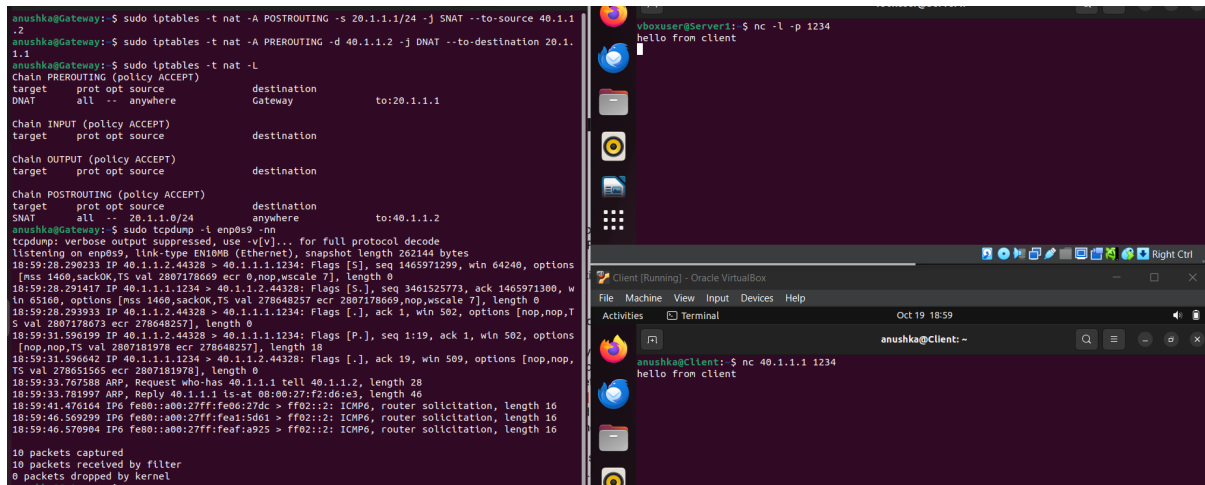 anushka@Gateway:~$ sudo iptables -t nat -A POSTROUTING -s 20.1.1.1/24 -j SNAT --to-source 40.1.1
.2
anushka@Gateway:~$ sudo iptables -t nat -A PREROUTING -d 40.1.1.2 -j DNAT --to-destination 20.1.
1.1
anushka@Gateway:~$ sudo iptables -t nat -L
Chain PREROUTING (policy ACCEPT)
target     prot opt source               destination
DNAT       all  --  anywhere             Gateway              to:20.1.1.1

Chain INPUT (policy ACCEPT)
target     prot opt source               destination

Chain OUTPUT (policy ACCEPT)
target     prot opt source               destination

Chain POSTROUTING (policy ACCEPT)
target     prot opt source               destination
SNAT       all  --  20.1.1.0/24          anywhere             to:40.1.1.2
anushka@Gateway:~$ sudo tcpdump -i enp0s9 -nn
tcpdump: verbose output suppressed, use -v[v]... for full protocol decode
listening on enp0s9, link-type EN10MB (Ethernet), snapshot length 262144 bytes
18:59:28.290233 IP 40.1.1.2.44328 > 40.1.1.1.1234: Flags [S], seq 1465971299, win 64240, options
 [mss 1460,sackOK,TS val 2807178669 ecr 0,nop,wscale 7], length 0
18:59:28.291417 IP 40.1.1.1.1234 > 40.1.1.2.44328: Flags [S.], seq 3461525773, ack 1465971300, w
in 65160, options [mss 1460,sackOK,TS val 278648257 ecr 2807178669,nop,wscale 7], length 0
18:59:28.293933 IP 40.1.1.2.44328 > 40.1.1.1.1234: Flags [.], ack 1, win 502, options [nop,nop,T
S val 2807178673 ecr 278648257], length 0
18:59:31.596199 IP 40.1.1.2.44328 > 40.1.1.1.1234: Flags [P.], seq 1:19, ack 1, win 502, options
 [nop,nop,TS val 2807181978 ecr 278648257], length 18
18:59:31.596642 IP 40.1.1.1.1234 > 40.1.1.2.44328: Flags [.], ack 19, win 509, options [nop,nop,
TS val 278651565 ecr 2807181978], length 0
18:59:33.767588 ARP, Request who-has 40.1.1.1 tell 40.1.1.2, length 28
18:59:33.781997 ARP, Reply 40.1.1.1 is-at 08:00:27:f2:d6:e3, length 46
18:59:41.476164 IP6 fe80::a00:27ff:fe06:27dc > ff02::2: ICMP6, router solicitation, length 16
18:59:46.569299 IP6 fe80::a00:27ff:fea1:5d61 > ff02::2: ICMP6, router solicitation, length 16
18:59:46.570904 IP6 fe80::a00:27ff:feaf:a925 > ff02::2: ICMP6, router solicitation, length 16

10 packets captured
10 packets received by filter
0 packets dropped by kernel
vboxuser@Server1:~$ nc -l -p 1234
hello from client
Right Ctrl
Client [Running] - Oracle VirtualBox
File Machine View Input Devices Help
Activities Terminal Oct 19 18:59
anushka@Client: ~
anushka@Client:~$ nc 40.1.1.1 1234
hello from client